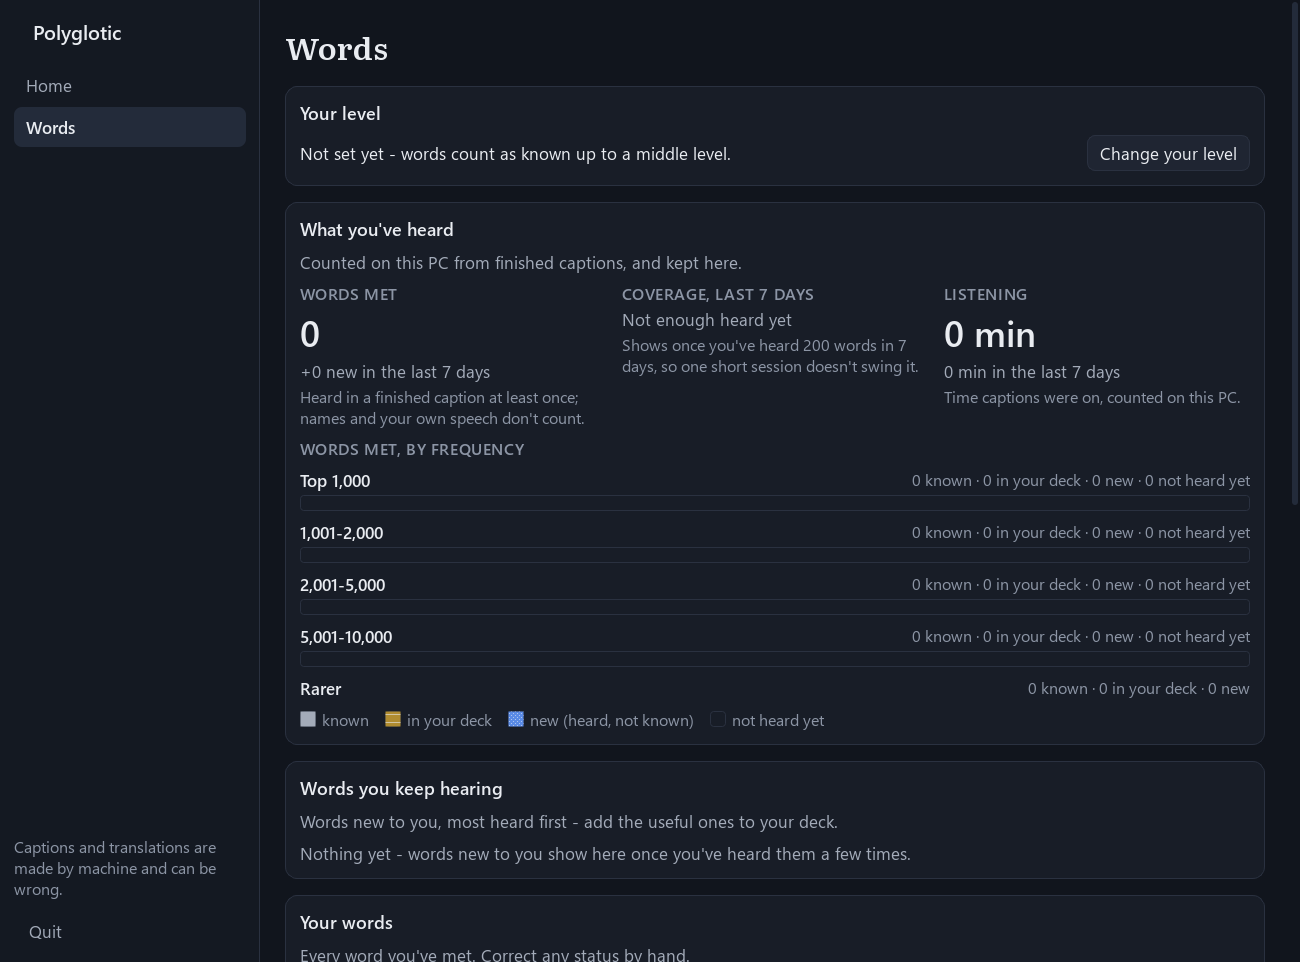 Polyglotic
Home
Words
Captions and translations are
made by machine and can be
wrong.
Quit
Words
Your level
Not set yet - words count as known up to a middle level.
Change your level
What you've heard
Counted on this PC from finished captions, and kept here.
WORDS MET
0
+0 new in the last 7 days
Heard in a finished caption at least once;
names and your own speech don't count.
COVERAGE, LAST 7 DAYS
Not enough heard yet
Shows once you've heard 200 words in 7
days, so one short session doesn't swing it.
LISTENING
0 min
0 min in the last 7 days
Time captions were on, counted on this PC.
WORDS MET, BY FREQUENCY
Top 1,000
0 known · 0 in your deck · 0 new · 0 not heard yet
1,001-2,000
0 known · 0 in your deck · 0 new · 0 not heard yet
2,001-5,000
0 known · 0 in your deck · 0 new · 0 not heard yet
5,001-10,000
0 known · 0 in your deck · 0 new · 0 not heard yet
Rarer
0 known · 0 in your deck · 0 new
known in your deck new (heard, not known) not heard yet
Words you keep hearing
Words new to you, most heard first - add the useful ones to your deck.
Nothing yet - words new to you show here once you've heard them a few times.
Your words
Every word you've met. Correct any status by hand.